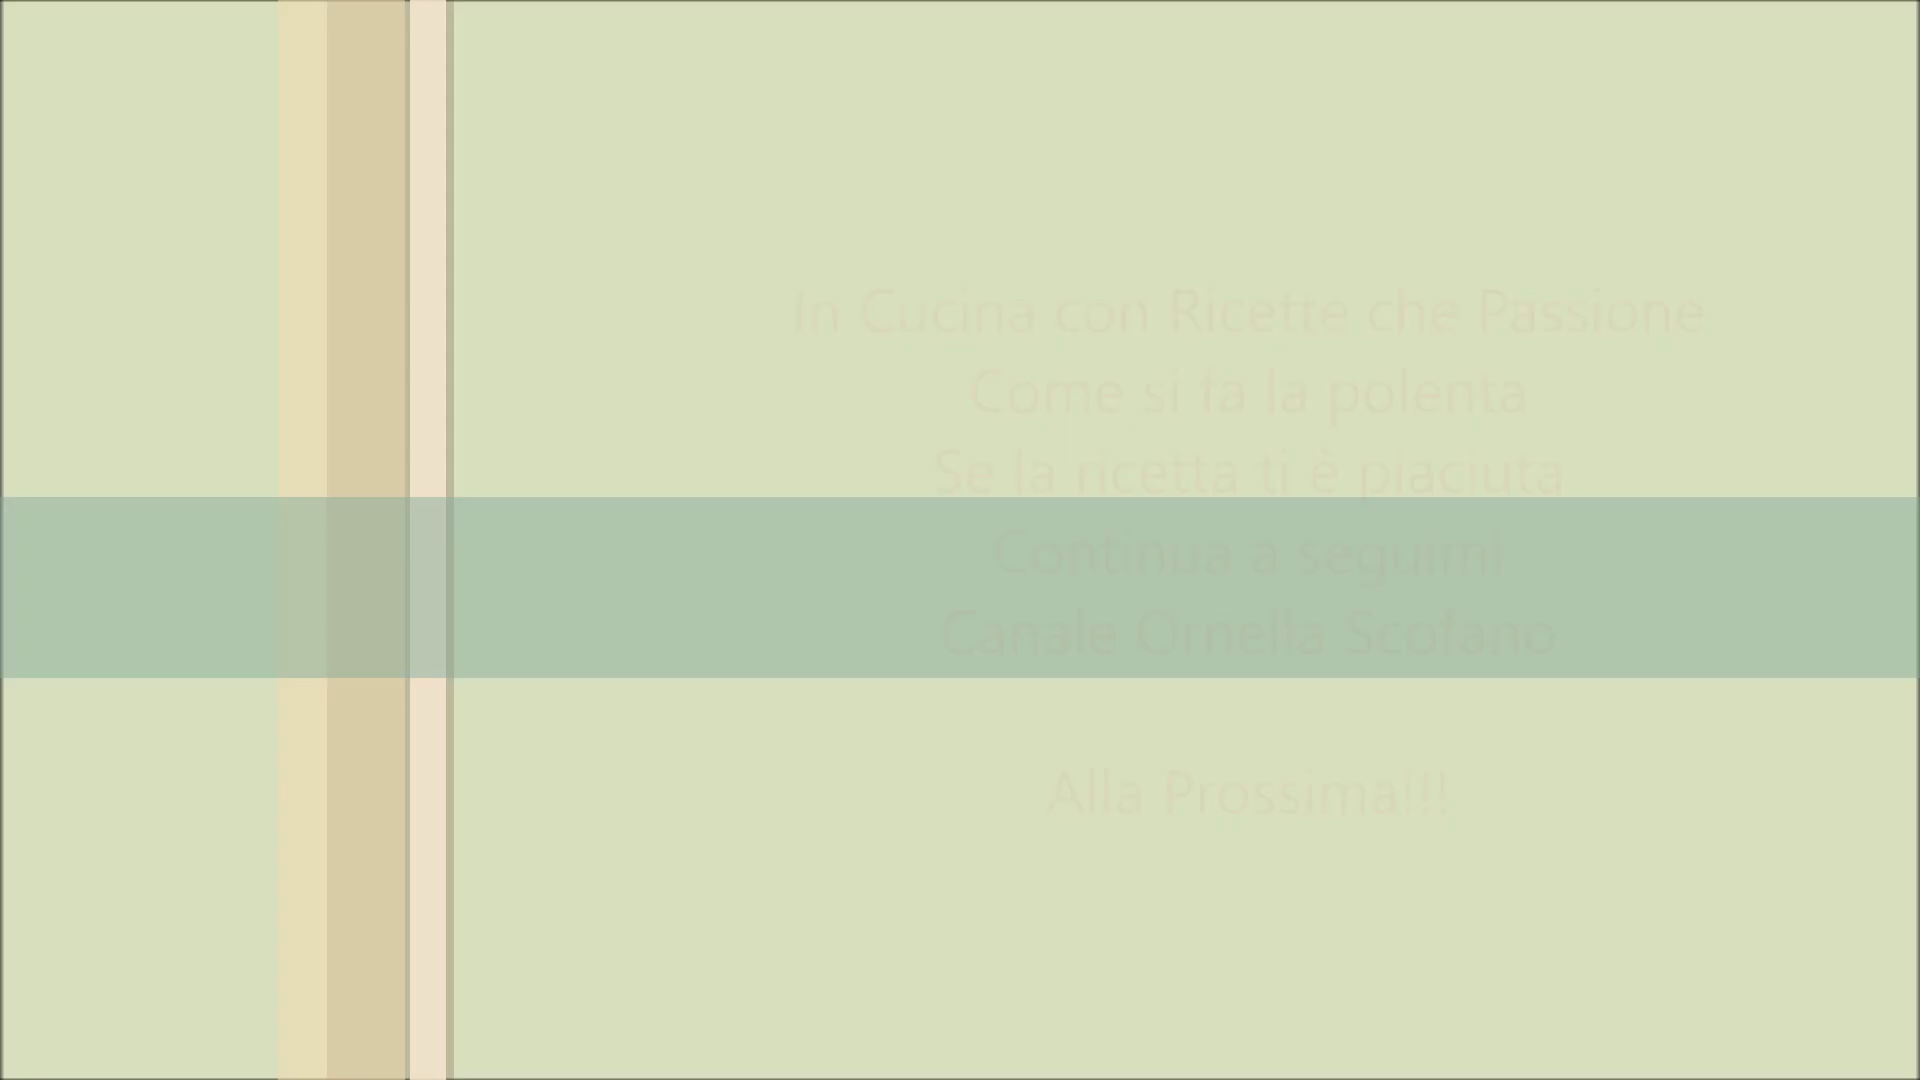 In Cucina con Ricette che Passione
Come si fa la polenta
Se la ricetta ti è piaciuta
Continua a seguimi
Canale Ornella Scofano
Alla Prossima!!!